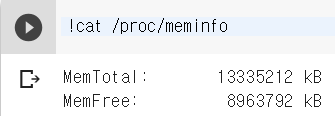 !cat /proc/meminfo
MemTotal: 13335212 kB
MemFree: 8963792 kB